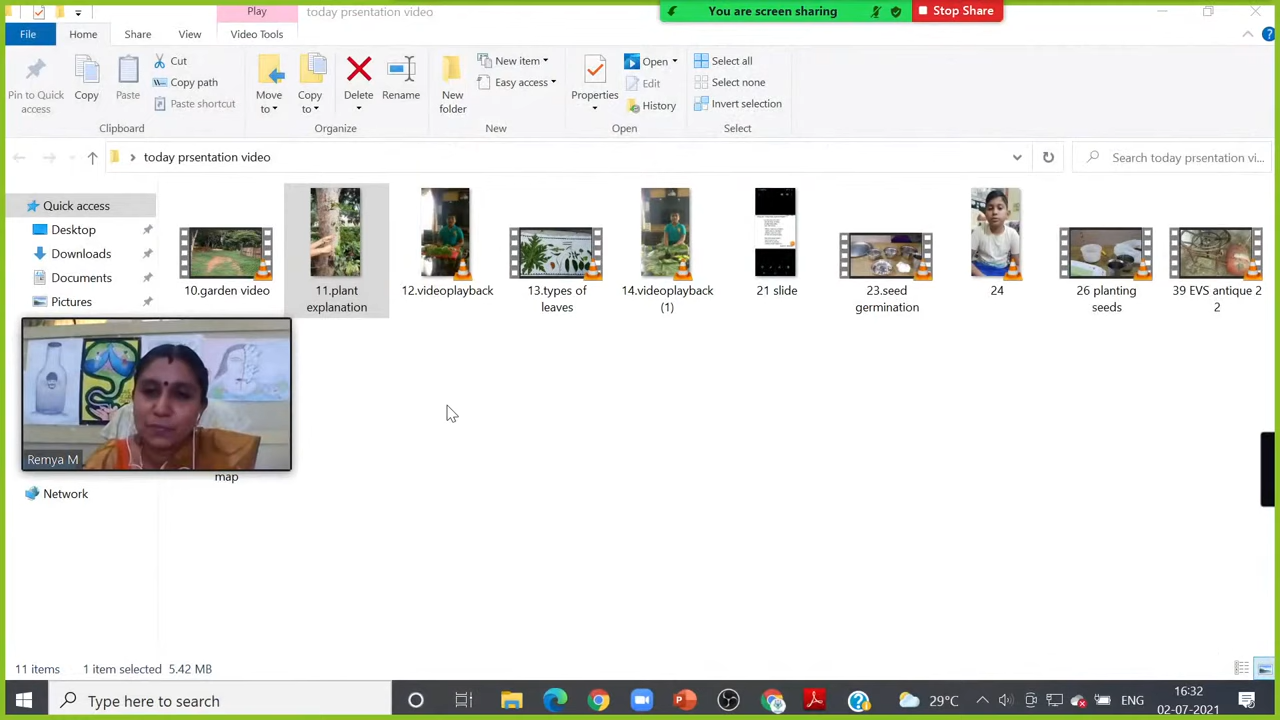 Play
today prsentation video
You are screen sharing
Stop Share
File
Home
Share
View
Video Tools
Pin to Quick
access
Copy
Paste
Cut
Copy path
Paste shortcut
Clipboard
Move
to
Copy
to
Delete
Rename
Organize
New
folder
New item
Easy access
New
Properties
Open
Edit
History
Open
Select all
Select none
Invert selection
Select
today prsentation video
Search today prsentation vi...
Quick access
Desktop
Downloads
Documents
Pictures
Network
10.garden video
11.plant
explanation
12.videoplayback
13.types of
leaves
14.videoplayback
(1)
21 slide
23.seed
germination
24
26 planting
seeds
39 EVS antique 2
2
Remya M
map
11 items
1 item selected
5.42 MB
Type here to search
29°C
ENG
16:32
02-07-2021